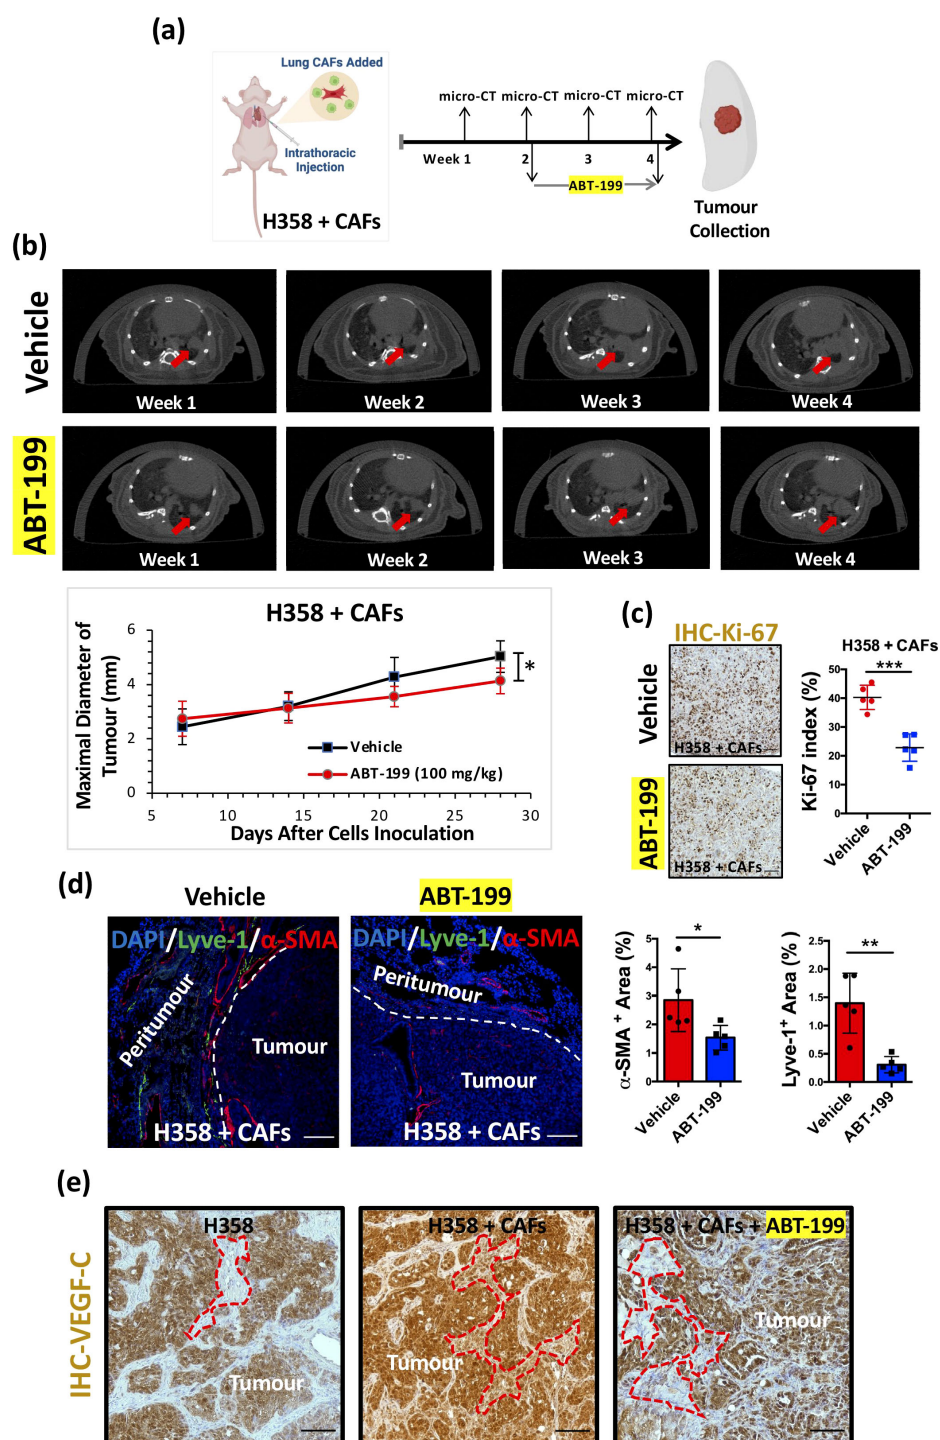 (a)
Lung CAFs Added
Intrathoracic
Injection
H358 + CAFs
micro-CT micro-CT micro-CT micro-CT
Week 1 2 3 4
ABT-199
Tumour
Collection
(b)
Vehicle
Week 1
Week 2
Week 3
Week 4
ABT-199
Week 1
Week 2
Week 3
Week 4
H358 + CAFs
Maximal Diameter of
Tumour (mm)
6
4
2
0
5 10 15 20 25 30
Days After Cells Inoculation
Vehicle
ABT-199 (100 mg/kg)
*
(c)
IHC-Ki-67
Vehicle
H358 + CAFs
ABT-199
H358 + CAFs
H358 + CAFs
***
Ki-67 index (%)
50
40
30
20
10
0
Vehicle
ABT-199
(d)
Vehicle
DAPI/Lyve-1/α-SMA
Peritumour
Tumour
H358 + CAFs
ABT-199
DAPI/Lyve-1/α-SMA
Peritumour
Tumour
H358 + CAFs
α-SMA + Area (%)
5
4
3
2
1
0
*
Vehicle
ABT-199
Lyve-1+ Area (% )
2.5
2.0
1.5
1.0
0.5
0.0
**
Vehicle
ABT-199
(e)
IHC-VEGF-C
H358
Tumour
H358 + CAFs
Tumour
H358 + CAFs + ABT-199
Tumour